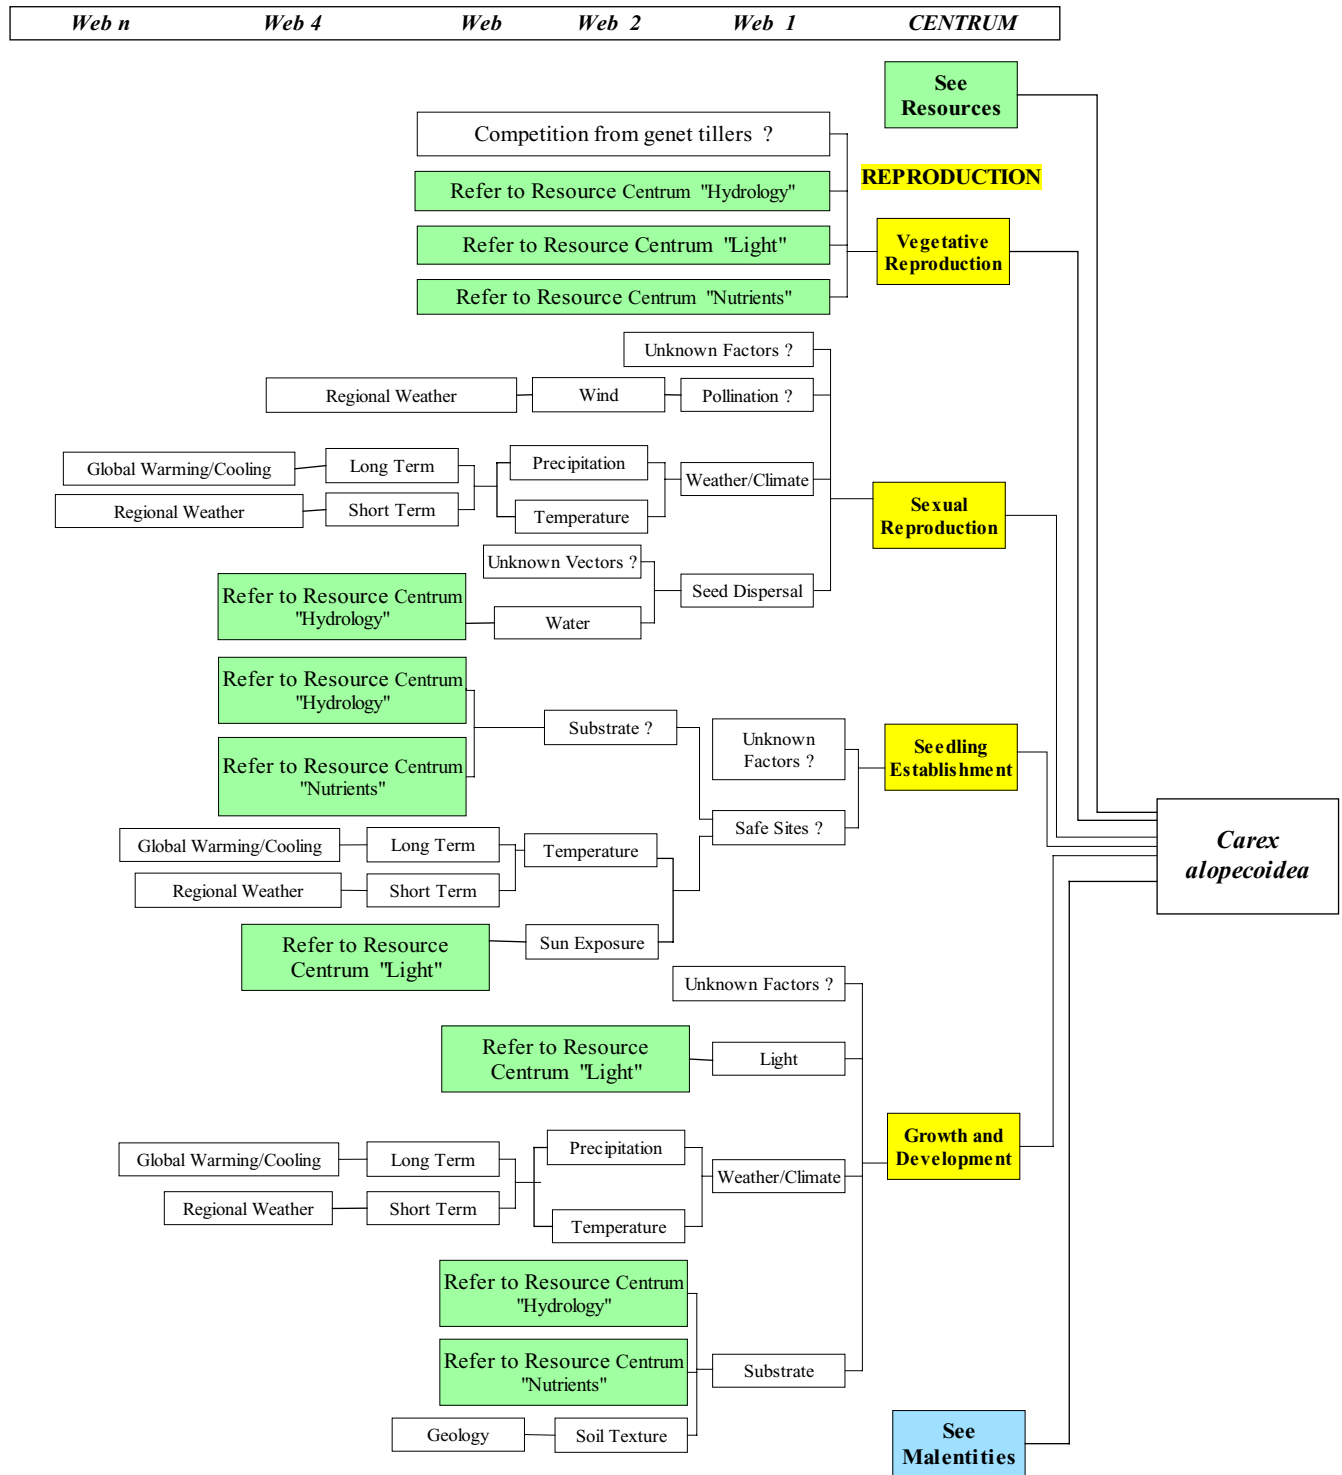 Web n Web 4 Web Web 2 Web 1 CENTRUM
See
Resources
Competition from genet tillers ?
REPRODUCTION
Refer to Resource Centrum "Hydrology"
Refer to Resource Centrum "Light"
Vegetative
Reproduction
Refer to Resource Centrum "Nutrients"
Unknown Factors ?
Regional Weather
Wind
Pollination ?
Global Warming/Cooling
Long Term
Precipitation
Weather/Climate
Regional Weather
Short Term
Temperature
Sexual
Reproduction
Unknown Vectors ?
Seed Dispersal
Refer to Resource Centrum
"Hydrology"
Water
Refer to Resource Centrum
"Hydrology"
Substrate ?
Unknown
Factors ?
Seedling
Establishment
Refer to Resource Centrum
"Nutrients"
Safe Sites ?
Global Warming/Cooling
Long Term
Temperature
Regional Weather
Short Term
Carex
alopecoidea
Refer to Resource
Centrum "Light"
Sun Exposure
Unknown Factors ?
Refer to Resource
Centrum "Light"
Light
Global Warming/Cooling
Long Term
Precipitation
Weather/Climate
Growth and
Development
Regional Weather
Short Term
Temperature
Refer to Resource Centrum
"Hydrology"
Refer to Resource Centrum
"Nutrients"
Substrate
Geology
Soil Texture
See
Malentities